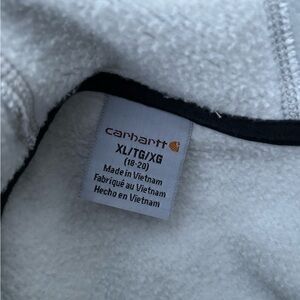 carhartt
XL/TG/XG
(18-20)
Made in Vietnam
Fabriqué au Vietnam
Hecho en Vietnam